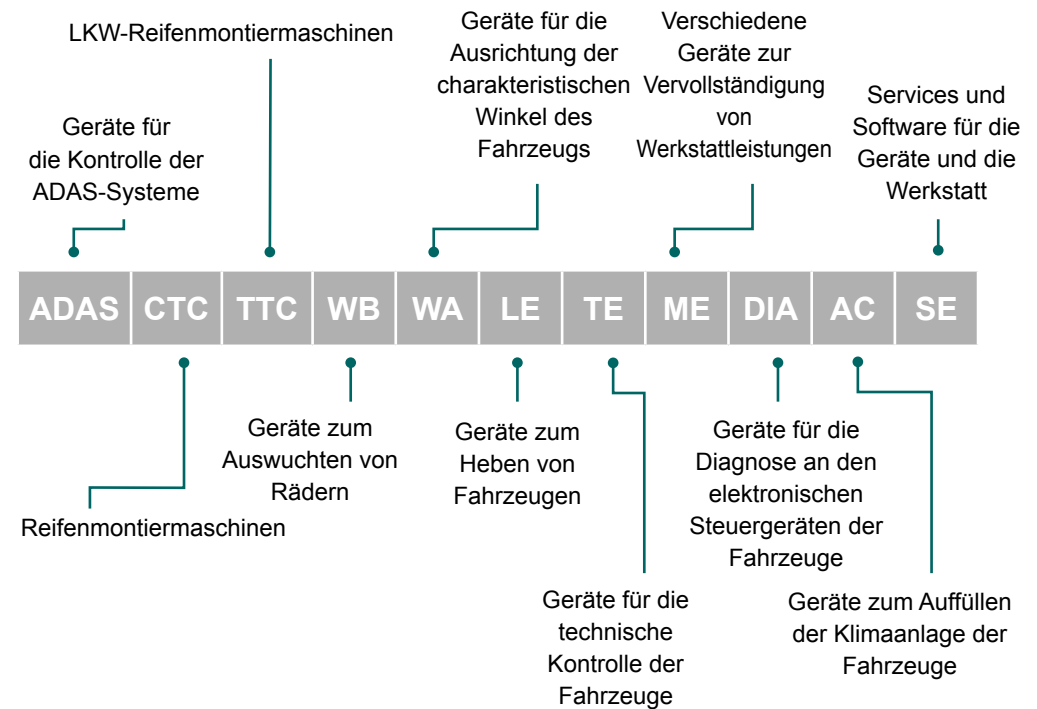 LKW-Reifenmontiermaschinen
Geräte für
die Kontrolle der
ADAS-Systeme
Geräte für die
Ausrichtung der
charakteristischen
Winkel des
Fahrzeugs
Verschiedene
Geräte zur
Vervollständigung
von
Werkstattleistungen
Services und
Software für die
Geräte und die
Werkstatt
ADAS CTC TTC WB WA LE TE ME DIA AC SE
Reifenmontiermaschinen
Geräte zum
Auswuchten von
Rädern
Geräte zum
Heben von
Fahrzeugen
Geräte für die
technische
Kontrolle der
Fahrzeuge
Geräte für die
Diagnose an den
elektronischen
Steuergeräten der
Fahrzeuge
Geräte zum Auffüllen
der Klimaanlage der
Fahrzeuge